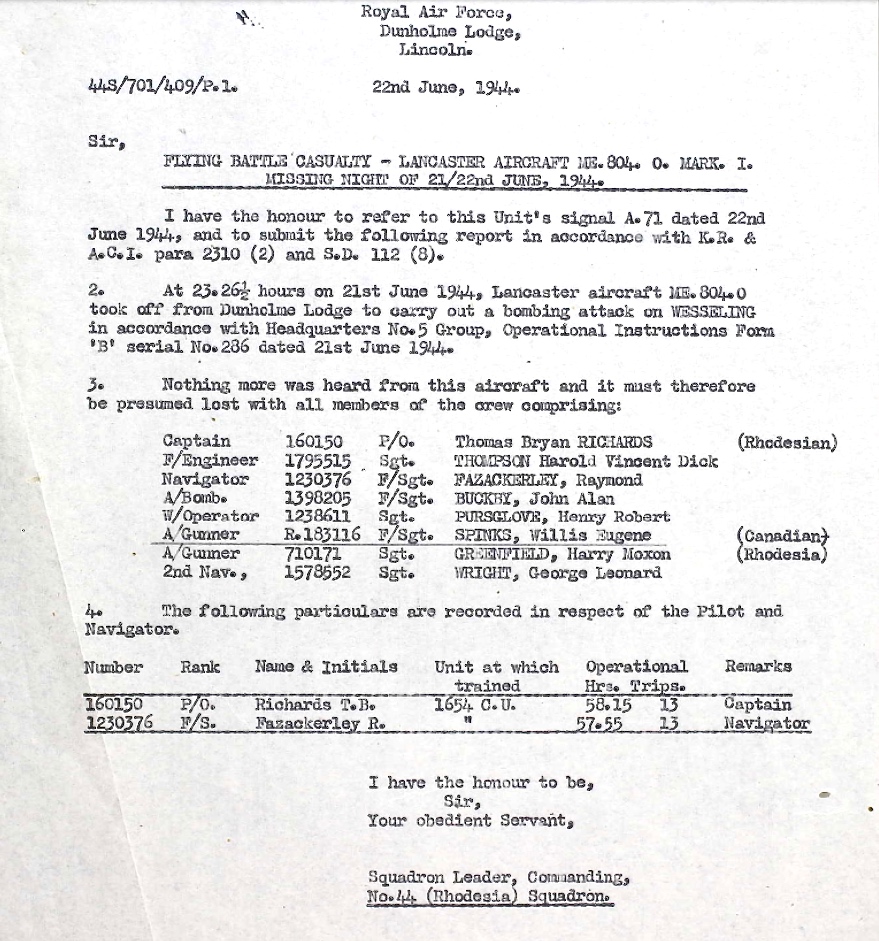 Royal Air Force,
Dunholme Lodge,
Lincoln.
44S/701/409/P.1. 22nd June, 1944.
Sir,
FLYING BATTLE CASUALTY - LANCASTER AIRCRAFT ME.804. O. MARK. I.
MISSING NIGHT OF 21/22nd JUNE, 1944.
I have the honour to refer to this Unit's signal A.71 dated 22nd
June 1944, and to submit the following report in accordance with K.R. &
A.C.I. para 2310 (2) and S.D. 112 (8).
2. At 23.26½ hours on 21st June 1944, Lancaster aircraft ME.804.O
took off from Dunholme Lodge to carry out a bombing attack on WESSELING
in accordance with Headquarters No.5 Group, Operational Instructions Form
'B' serial No.286 dated 21st June 1944.
3. Nothing more was heard from this aircraft and it must therefore
be presumed lost with all members of the crew comprising:
Captain 160150 P/O. Thomas Bryan RICHARDS (Rhodesian)
F/Engineer 1795515 Sgt. THOMPSON Harold Vincent Dick
Navigator 1230376 F/Sgt. FAZACKERLEY, Raymond
A/Bomb. 1398205 F/Sgt. BUCKBY, John Alan
W/Operator 1238611 Sgt. PURSGLOVE, Henry Robert
A/Gunner R.183116 F/Sgt. SPINKS, Willis Eugene (Canadian)
A/Gunner 710171 Sgt. GREENFIELD, Harry Moxon (Rhodesia)
2nd Nav., 1578552 Sgt. WRIGHT, George Leonard
4. The following particulars are recorded in respect of the Pilot and
Navigator.
Number Rank Name & Initials Unit at which Operational Remarks
trained Hrs. Trips.
160150 P/O. Richards T.B. 1654 C.U. 58.15 13 Captain
1230376 F/S. Fazackerley R. " 57.55 13 Navigator
I have the honour to be,
Sir,
Your obedient Servant,
Squadron Leader, Commanding,
No.44 (Rhodesia) Squadron.